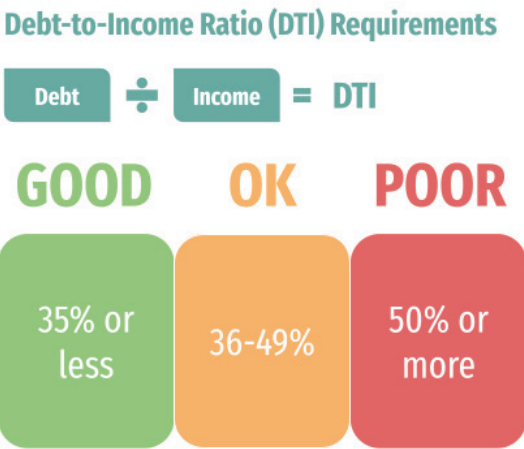 Debt-to-Income Ratio (DTI) Requirements
Debt ÷ Income = DTI
GOOD OK POOR
35% or
less
36-49%
50% or
more